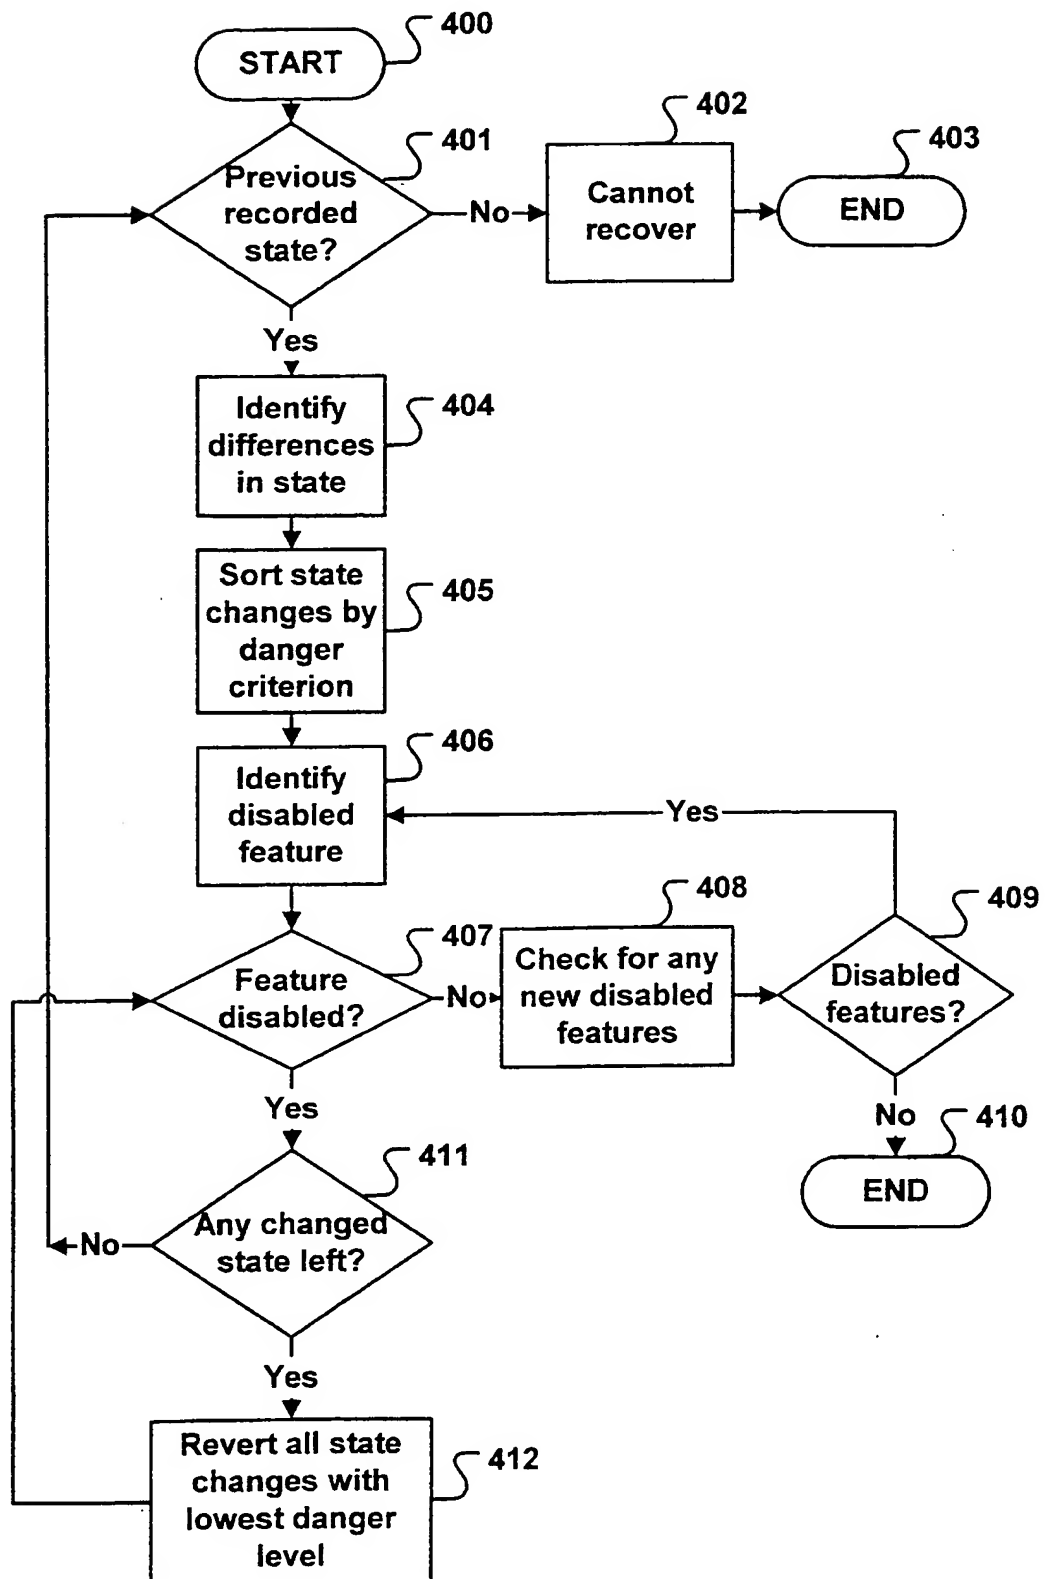 400
START
401
Previous
recorded
state?
No
402
Cannot
recover
403
END
Yes
404
Identify
differences
in state
405
Sort state
changes by
danger
criterion
406
Identify
disabled
feature
Yes
407
Feature
disabled?
No
408
Check for any
new disabled
features
409
Disabled
features?
No
410
END
Yes
411
Any changed
state left?
No
Yes
412
Revert all state
changes with
lowest danger
level